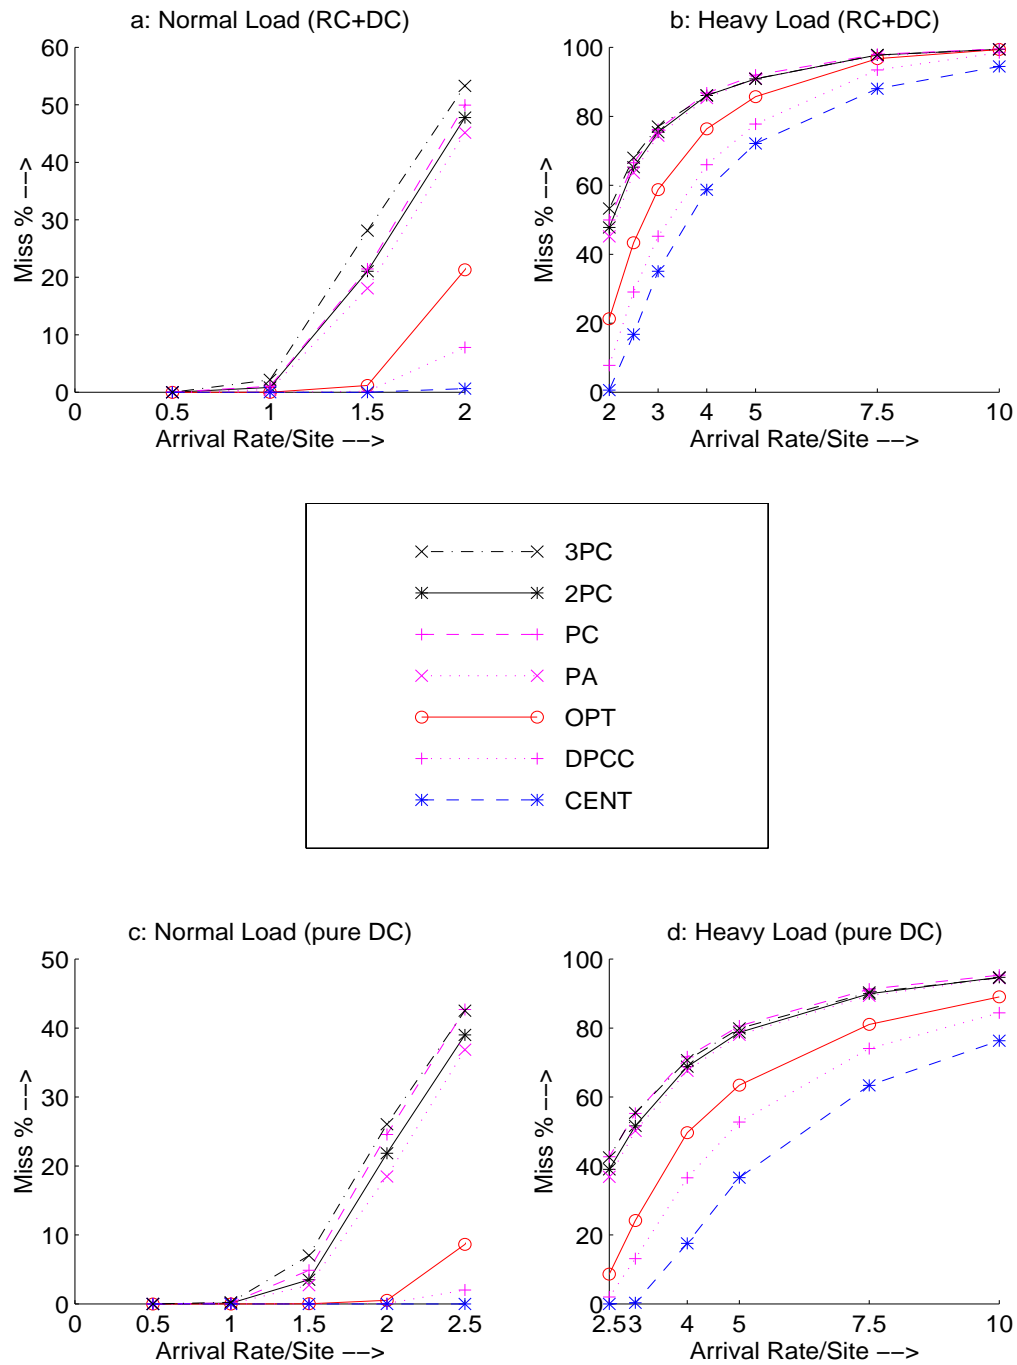 a: Normal Load (RC+DC)
60
50
40
30
20
10
0
Miss % −−>
0 0.5 1 1.5 2
Arrival Rate/Site −−>
b: Heavy Load (RC+DC)
100
80
60
40
20
0
Miss % −−>
2 3 4 5 7.5 10
Arrival Rate/Site −−>
3PC
2PC
PC
PA
OPT
DPCC
CENT
c: Normal Load (pure DC)
50
40
30
20
10
0
Miss % −−>
0 0.5 1 1.5 2 2.5
Arrival Rate/Site −−>
d: Heavy Load (pure DC)
100
80
60
40
20
0
Miss % −−>
2.5 3 4 5 7.5 10
Arrival Rate/Site −−>